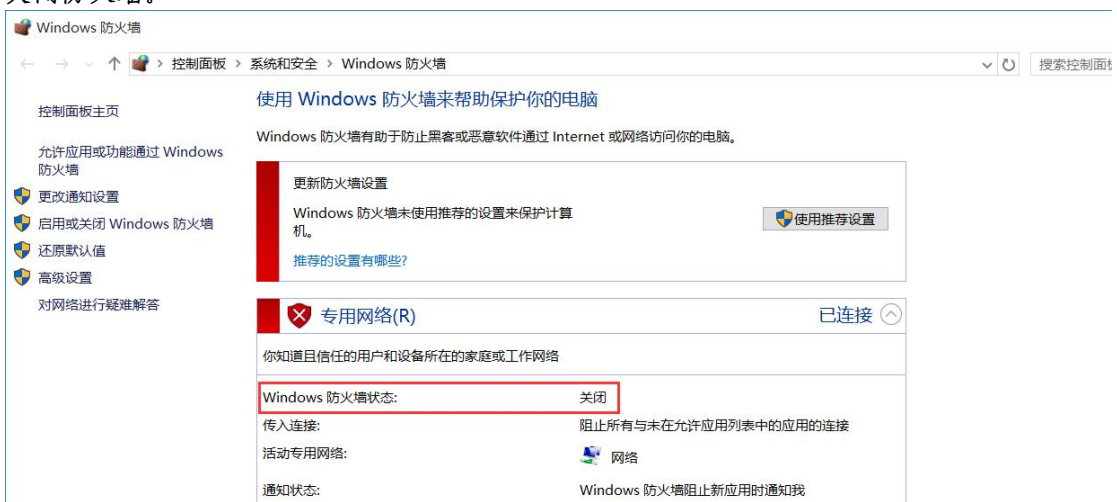 Windows 防火墙
控制面板 > 系统和安全 > Windows 防火墙
搜索控制面板
控制面板主页
允许应用或功能通过 Windows
防火墙
更改通知设置
启用或关闭 Windows 防火墙
还原默认值
高级设置
对网络进行疑难解答
使用 Windows 防火墙来帮助保护你的电脑
Windows 防火墙有助于防止黑客或恶意软件通过 Internet 或网络访问你的电脑。
更新防火墙设置
Windows 防火墙未使用推荐的设置来保护计算
机。
使用推荐设置
推荐的设置有哪些?
专用网络(R) 已连接
你知道且信任的用户和设备所在的家庭或工作网络
Windows 防火墙状态: 关闭
传入连接: 阻止所有与未在允许应用列表中的应用的连接
活动专用网络: 网络
通知状态: Windows 防火墙阻止新应用时通知我